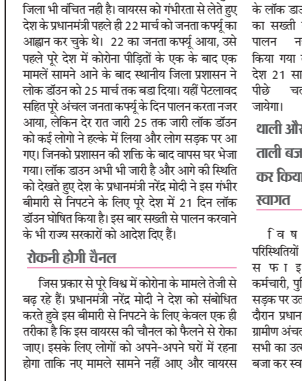 जिला भी वंचित नही है। वायरस को गंभीरता से लेते हुए
देश के प्रधानमंत्री पहले ही 22 मार्च को जनता कर्फ्यू का
आह्वान कर चुके थे। 22 का जनता कर्फ्यू आया, उसे
पहले पूरे देश में कोरोना पीड़ितों के एक के बाद एक
मामलें सामने आने के बाद स्थानीय जिला प्रशासन ने
लोक डॉउन को 25 मार्च तक बडा दिया। यहीं पेटलावद
सहित पूरे अंचल जनता कर्फ्यू के दिन पालन करता नजर
आया, लेकिन देर रात जारी 25 तक जारी लॉक डॉउन
को कई लोगो ने हल्के में लिया और लोग सड़क पर आ
गए। जिनको प्रशासन की शक्ति के बाद वापस घर भेजा
गया। लॉक डाउन अभी भी जारी है और आगे की स्थिति
को देखते हुए देश के प्रधानमंत्री नरेंद्र मोदी ने इस गंभीर
बीमारी से निपटने के लिए पूरे देश में 21 दिन लॉक
डॉउन घोषित किया है। इस बार सख्ती से पालन करवाने
के भी राज्य सरकारों को आदेश दिए हैं।
रोकनी होगी चैनल
जिस प्रकार से पूरे विश्व में कोरोना के मामले तेजी से
बढ़ रहे हैं। प्रधानमंत्री नरेंद्र मोदी ने देश को संबोधित
करते हुवे इस बीमारी से निपटने के लिए केवल एक ही
तरीका है कि इस वायरस की चौनल को फैलने से रोका
जाए। इसके लिए लोगों को अपने-अपने घरों में रहना
होगा ताकि नए मामले सामने नहीं आए और वायरस
के लॉक डाउ
का सख्ती
पालन न
किया गया
देश 21 सा
पीछे च
जायेगा।
थाली और
ताली बज
कर किया
स्वागत
विष
परिस्थितियों
स फ ा इ
कर्मचारी, पु
सड़क पर उत
दौरान प्रधान
ग्रामीण अंच
सभी का उत
बजा कर स्व